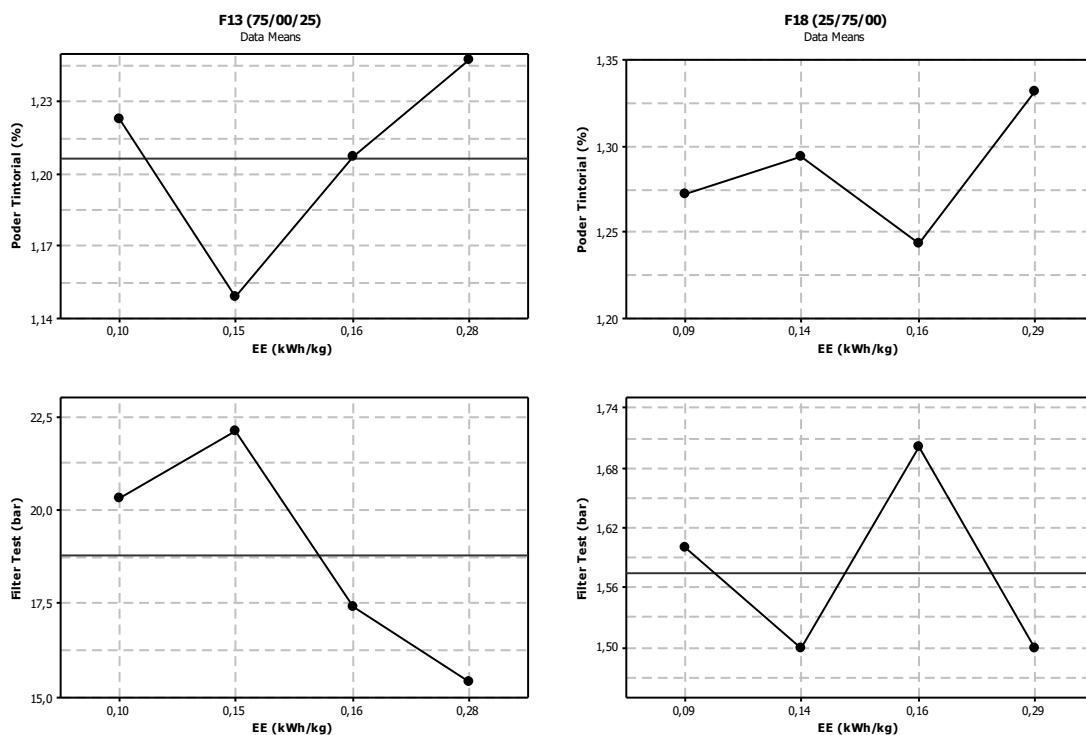 F13 (75/00/25)
Data Means
Poder Tintorial (%)
1,23
1,20
1,17
1,14
0,10
0,15
0,16
0,28
EE (kWh/kg)
F18 (25/75/00)
Data Means
Poder Tintorial (%)
1,35
1,30
1,25
1,20
0,09
0,14
0,16
0,29
EE (kWh/kg)
Filter Test (bar)
22,5
20,0
17,5
15,0
0,10
0,15
0,16
0,28
EE (kWh/kg)
Filter Test (bar)
1,74
1,68
1,62
1,56
1,50
0,09
0,14
0,16
0,29
EE (kWh/kg)